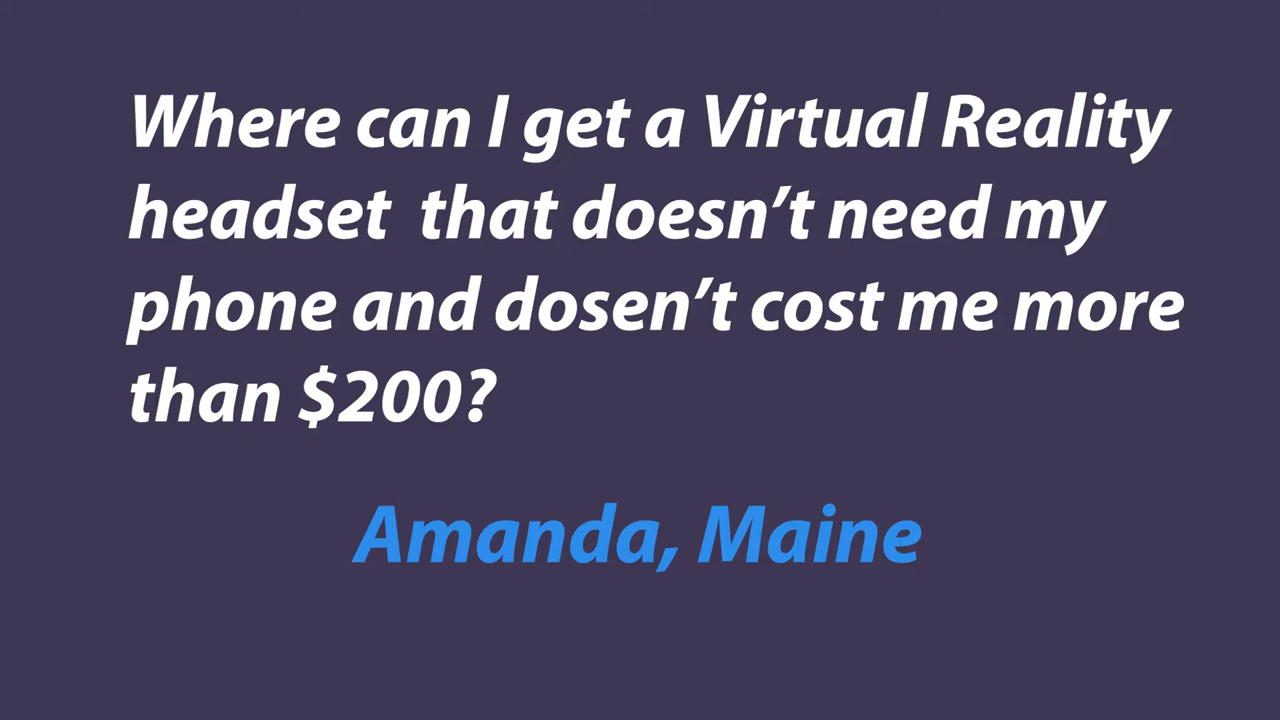 Where can I get a Virtual Reality
headset  that doesn’t need my
phone and dosen’t cost me more
than $200?
Amanda, Maine